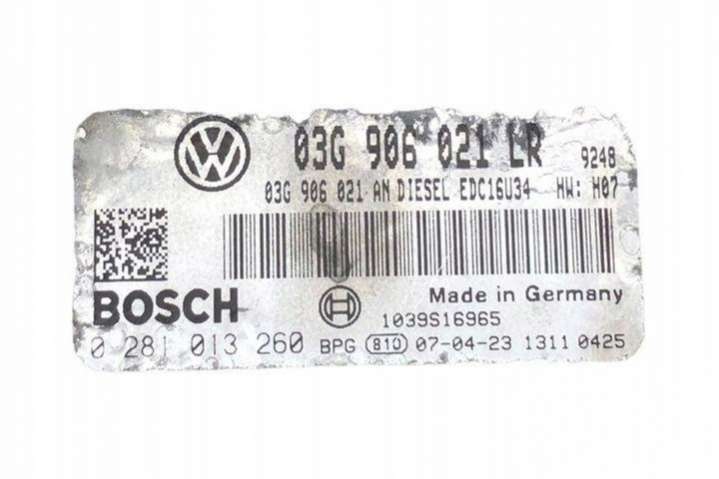 03G 906 021 LR 9248
03G 906 021 AN DIESEL EDC16U34 HW: H07
BOSCH
Made in Germany
1039S16965
0 281 013 260 BPG 810 07-04-23 1311 0425